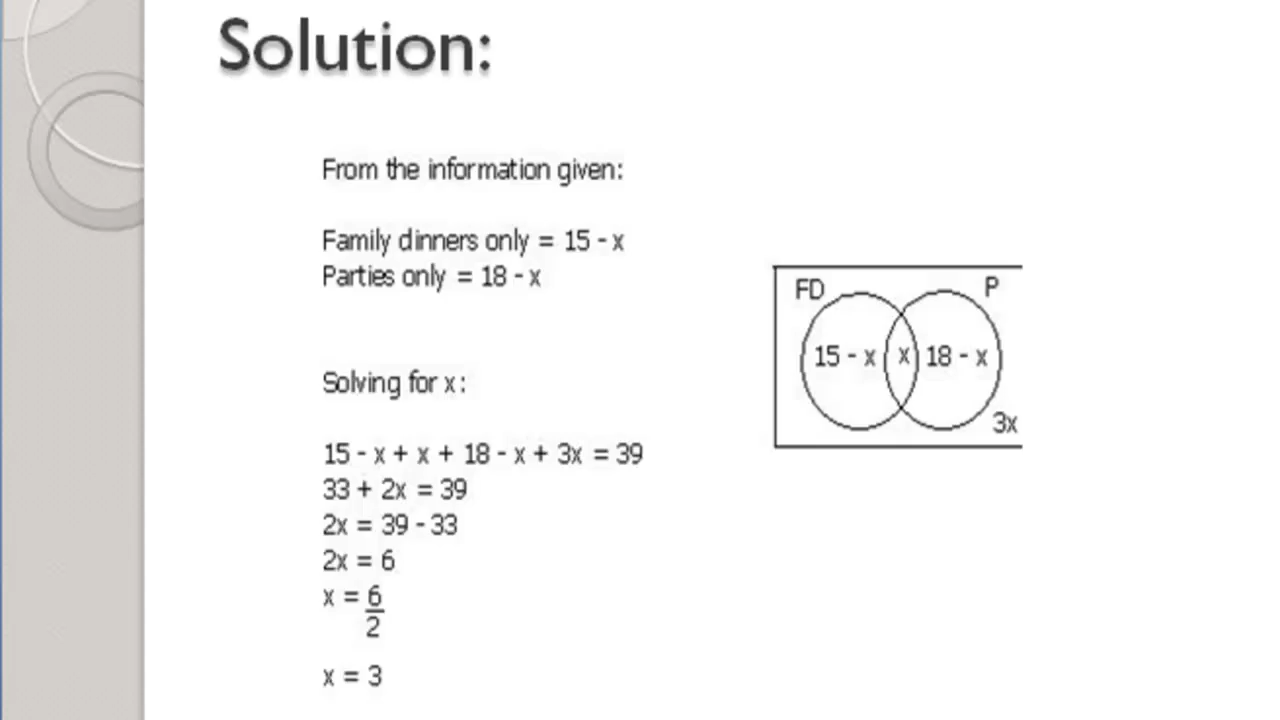 Solution:
From the information given:
Family dinners only = 15 - x
Parties only = 18 - x
FD
P
15 - x
x
18 - x
3x
Solving for x:
15 - x + x + 18 - x + 3x = 39
33 + 2x = 39
2x = 39 - 33
2x = 6
x = 6
2
x = 3